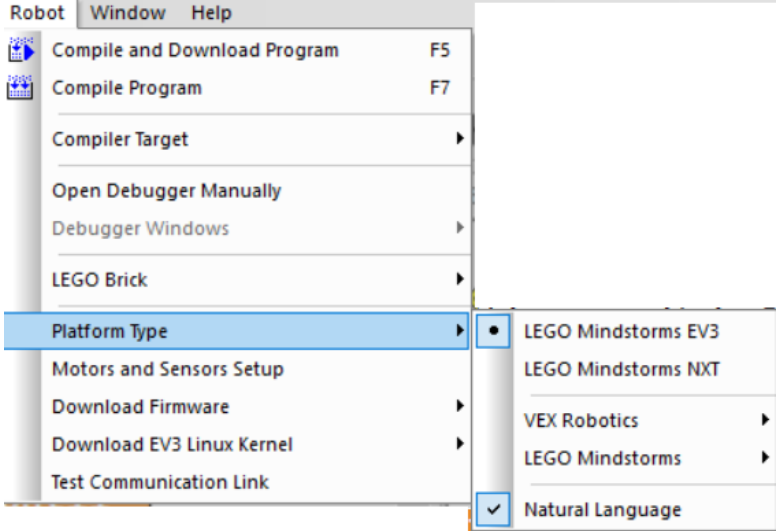 Robot Window Help
Compile and Download Program F5
Compile Program F7
Compiler Target
Open Debugger Manually
Debugger Windows
LEGO Brick
Platform Type
LEGO Mindstorms EV3
Motors and Sensors Setup
LEGO Mindstorms NXT
Download Firmware
VEX Robotics
Download EV3 Linux Kernel
LEGO Mindstorms
Test Communication Link
Natural Language